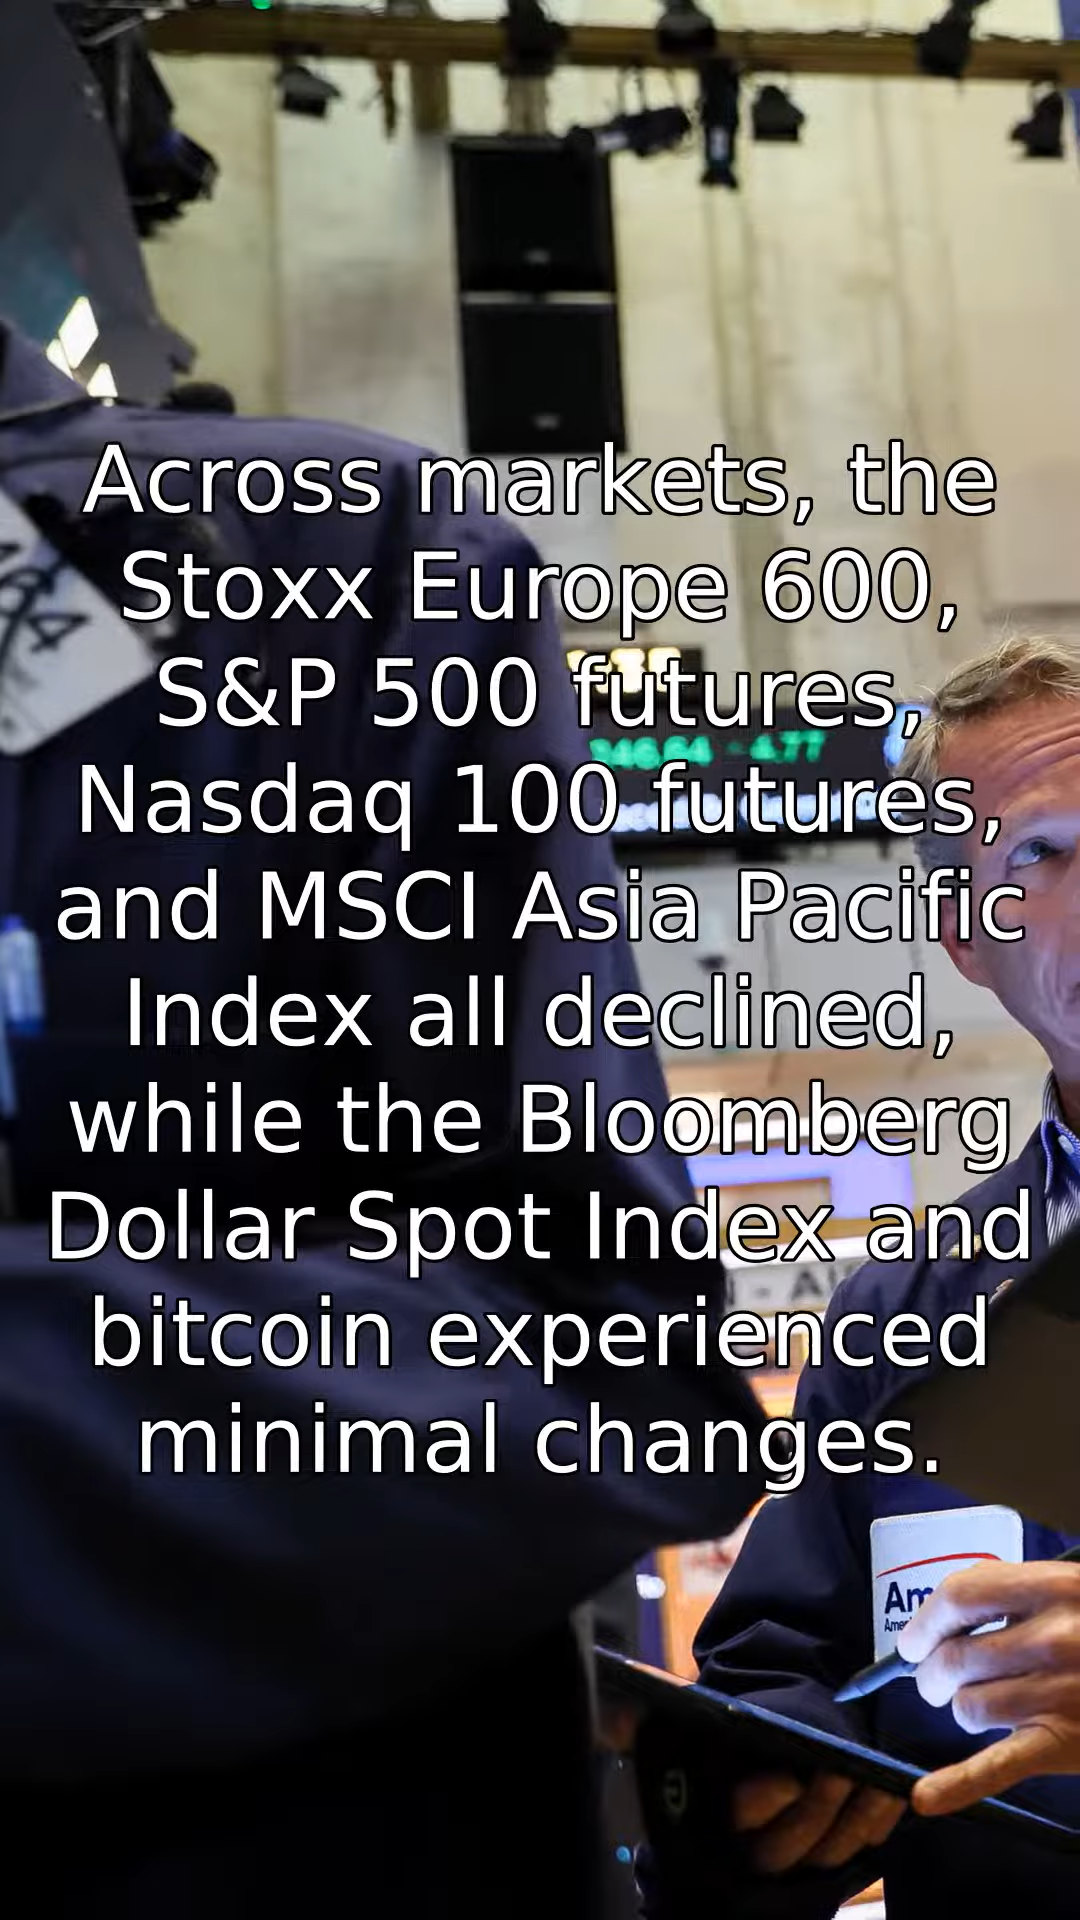 Across markets, the
Stoxx Europe 600,
S&P 500 futures,
Nasdaq 100 futures,
and MSCI Asia Pacific
Index all declined,
while the Bloomberg
Dollar Spot Index and
bitcoin experienced
minimal changes.